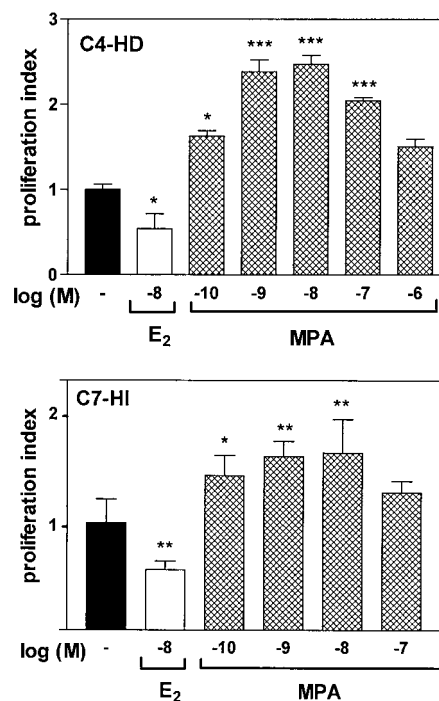 C4-HD
proliferation index
3
2
1
0
*
*
***
***
***
log (M)
-
-8
-10
-9
-8
-7
-6
E2
MPA
C7-HI
proliferation index
2
1
**
*
**
**
log (M)
-
-8
-10
-9
-8
-7
E2
MPA